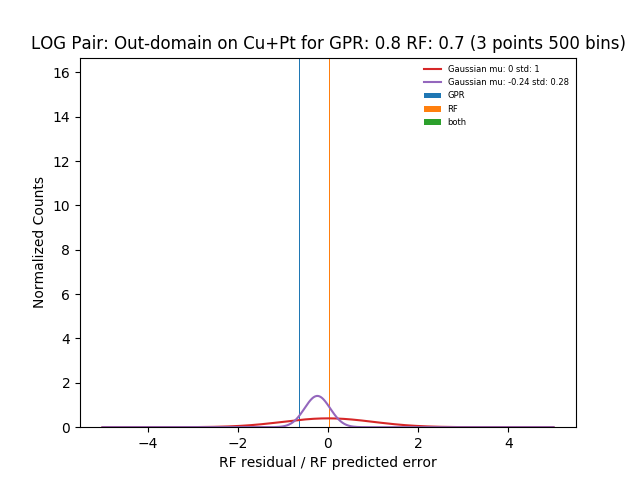 LOG Pair: Out-domain on Cu+Pt for GPR: 0.8 RF: 0.7 (3 points 500 bins)
Gaussian mu: 0 std: 1
Gaussian mu: -0.24 std: 0.28
GPR
RF
both
16
14
12
10
8
6
4
2
0
Normalized Counts
−4
−2
0
2
4
RF residual / RF predicted error